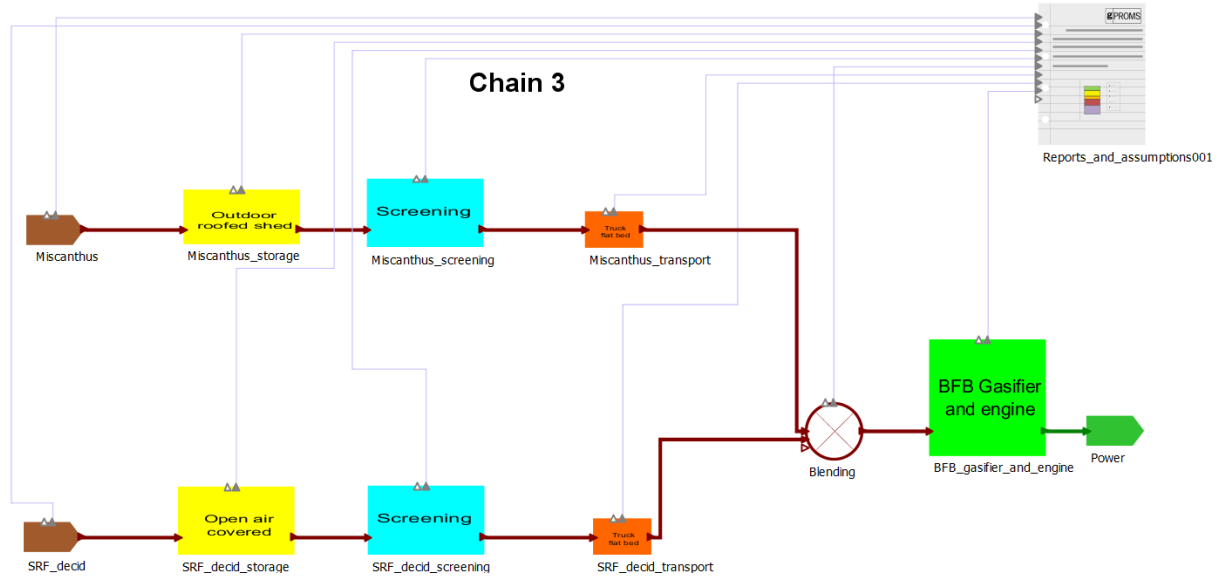 gPROMS
Chain 3
Reports_and_assumptions001
Outdoor
roofed shed
Screening
Truck
flat bed
Miscanthus
Miscanthus_storage
Miscanthus_screening
Miscanthus_transport
BFB Gasifier
and engine
Blending
BFB_gasifier_and_engine
Power
Open air
covered
Screening
Truck
flat bed
SRF_decid
SRF_decid_storage
SRF_decid_screening
SRF_decid_transport